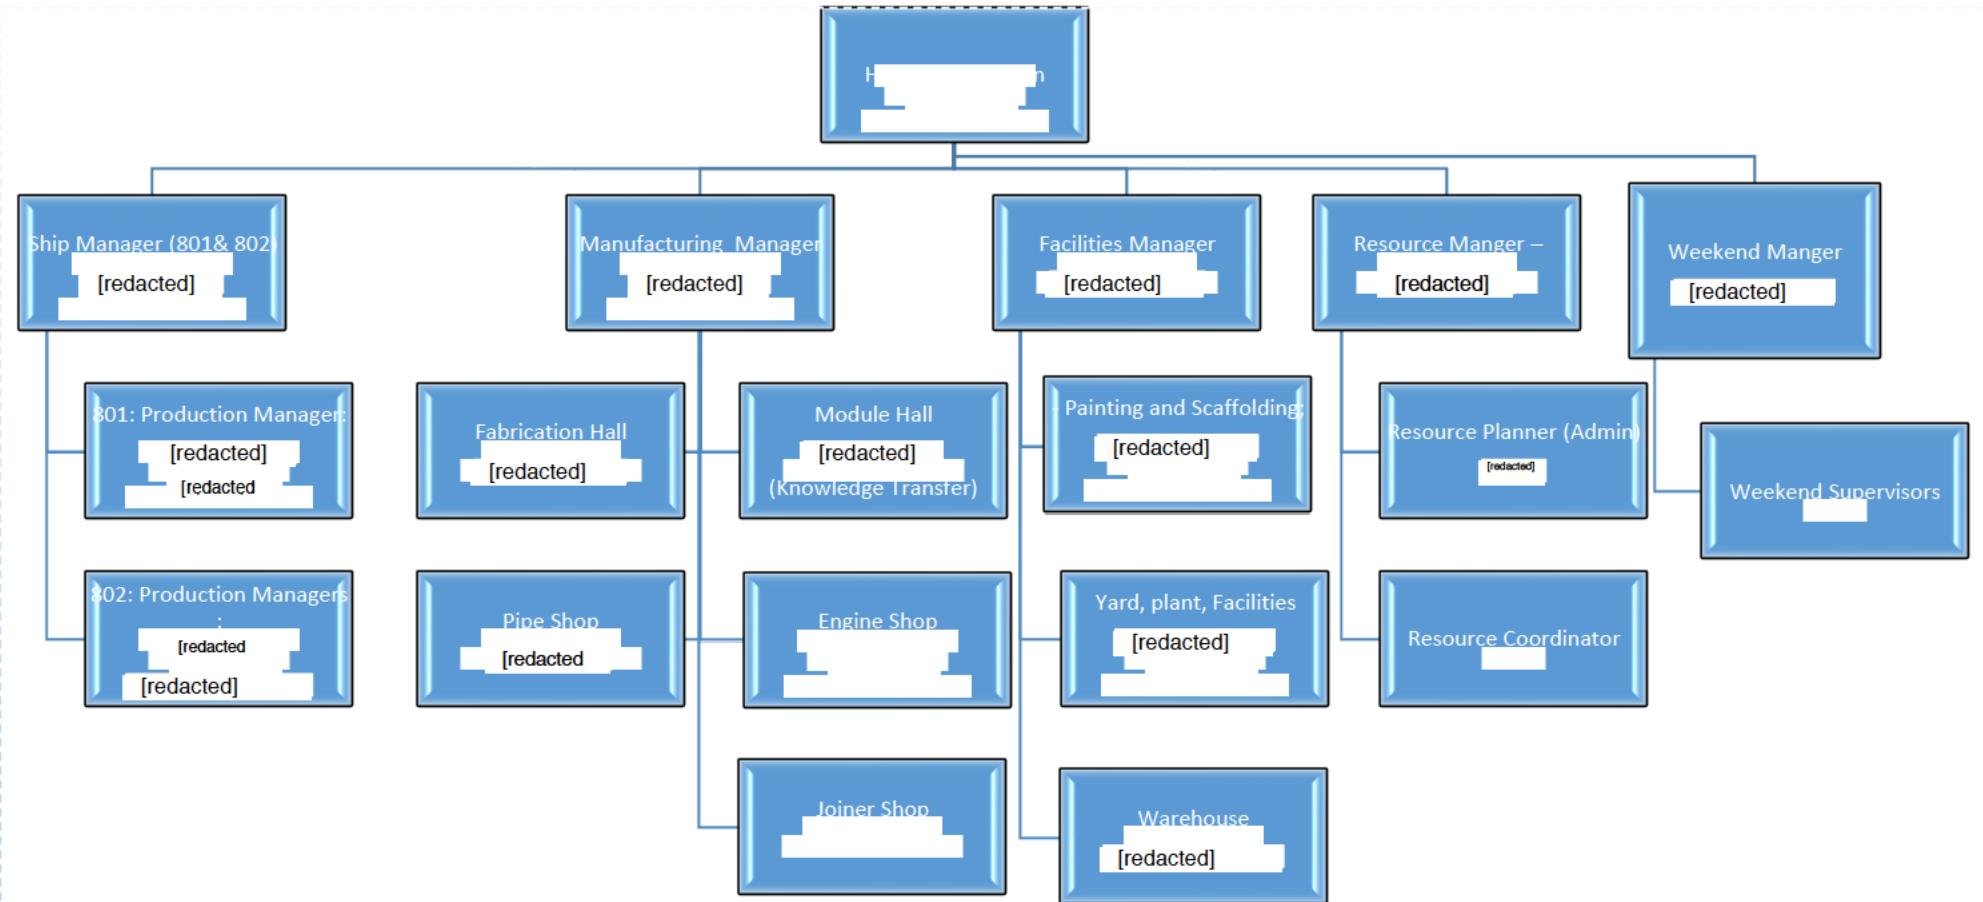 Ship Manager (801& 802)
[redacted]
Manufacturing Manager
[redacted]
Facilities Manager
[redacted]
Resource Manger –
[redacted]
Weekend Manger
[redacted]
801: Production Manager:
[redacted]
[redacted
802: Production Managers
:
[redacted
[redacted]
Fabrication Hall
[redacted]
Module Hall
[redacted]
(Knowledge Transfer)
Pipe Shop
[redacted
Engine Shop
Joiner Shop
- Painting and Scaffolding;
[redacted]
Yard, plant, Facilities
[redacted]
Warehouse
[redacted]
Resource Planner (Admin)
[redacted]
Resource Coordinator
Weekend Supervisors